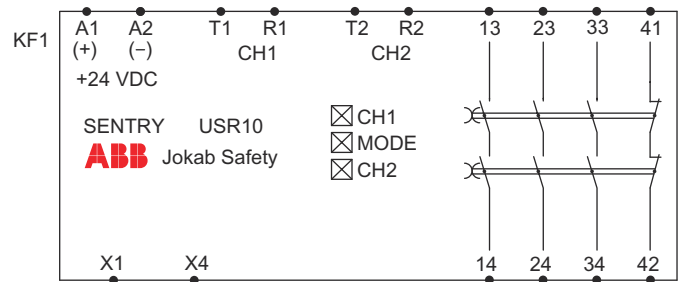 KF1 A1 A2 T1 R1 T2 R2 13 23 33 41
(+) (–) CH1 CH2
+24 VDC
SENTRY USR10
ABB Jokab Safety
CH1
MODE
CH2
X1 X4 14 24 34 42